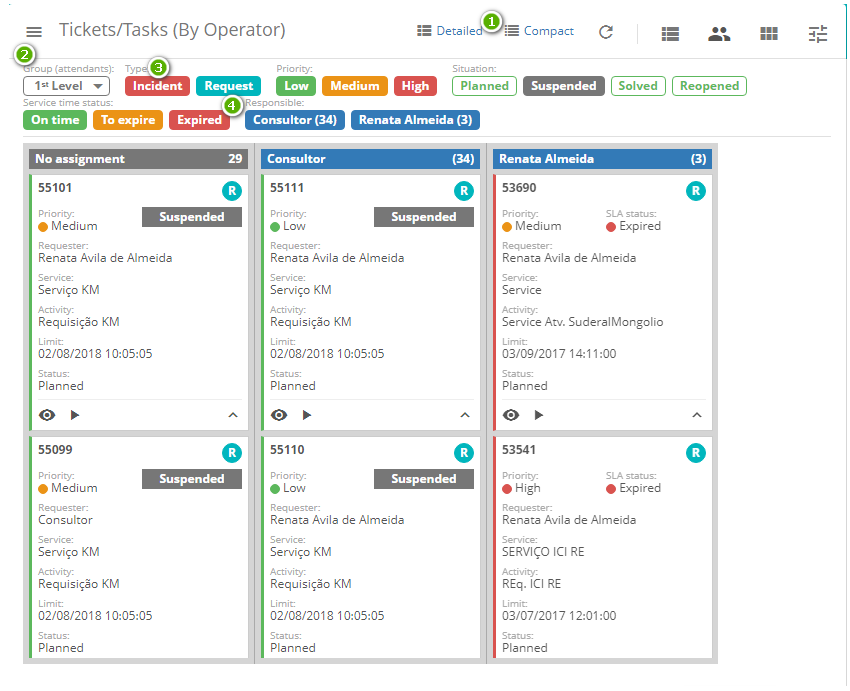 Tickets/Tasks (By Operator)
Detailed 1 Compact
2
Group (attendants): Type 3 Priority: Situation:
1st Level Incident Request Low Medium High Planned Suspended Solved Reopened
Service time status: 4 Responsible:
On time To expire Expired Consultor (34) Renata Almeida (3)
No assignment 29 Consultor (34) Renata Almeida (3)
55101 R 55111 R 53690 R
Priority: Suspended Priority: Suspended Priority: SLA status:
Medium Low Medium Expired
Requester: Requester: Requester:
Renata Avila de Almeida Renata Avila de Almeida Renata Avila de Almeida
Service: Service: Service:
Serviço KM Serviço KM Service
Activity: Activity: Activity:
Requisição KM Requisição KM Service Atv. SuderalMongolio
Limit: Limit: Limit:
02/08/2018 10:05:05 02/08/2018 10:05:05 03/09/2017 14:11:00
Status: Status: Status:
Planned Planned Planned
55099 R 55110 R 53541 R
Priority: Suspended Priority: Suspended Priority: SLA status:
Medium Low High Expired
Requester: Requester: Requester:
Consultor Renata Avila de Almeida Renata Avila de Almeida
Service: Service: Service:
Serviço KM Serviço KM SERVIÇO ICI RE
Activity: Activity: Activity:
Requisição KM Requisição KM REq. ICI RE
Limit: Limit: Limit:
02/08/2018 10:05:05 02/08/2018 10:05:05 03/07/2017 12:01:00
Status: Status: Status:
Planned Planned Planned